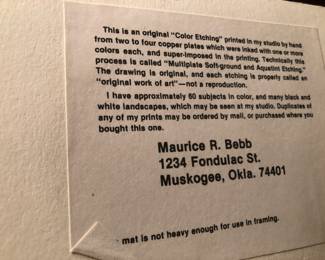 This is an original "Color Etching" printed in my studio by hand
from two to four copper plates which were inked with one or more
colors each, and super-imposed in the printing. Technically this
process is called "Multiplate Soft-ground and Aquatint Etching."
The drawing is original, and each etching is properly called an
"original work of art"—not a reproduction.
I have approximately 60 subjects in color, and many black and
white landscapes, which may be seen at my studio. Duplicates of
any of my prints may be ordered by mail, or purchased where you
bought this one.
Maurice R. Bebb
1234 Fondulac St.
Muskogee, Okla. 74401
mat is not heavy enough for use in framing.